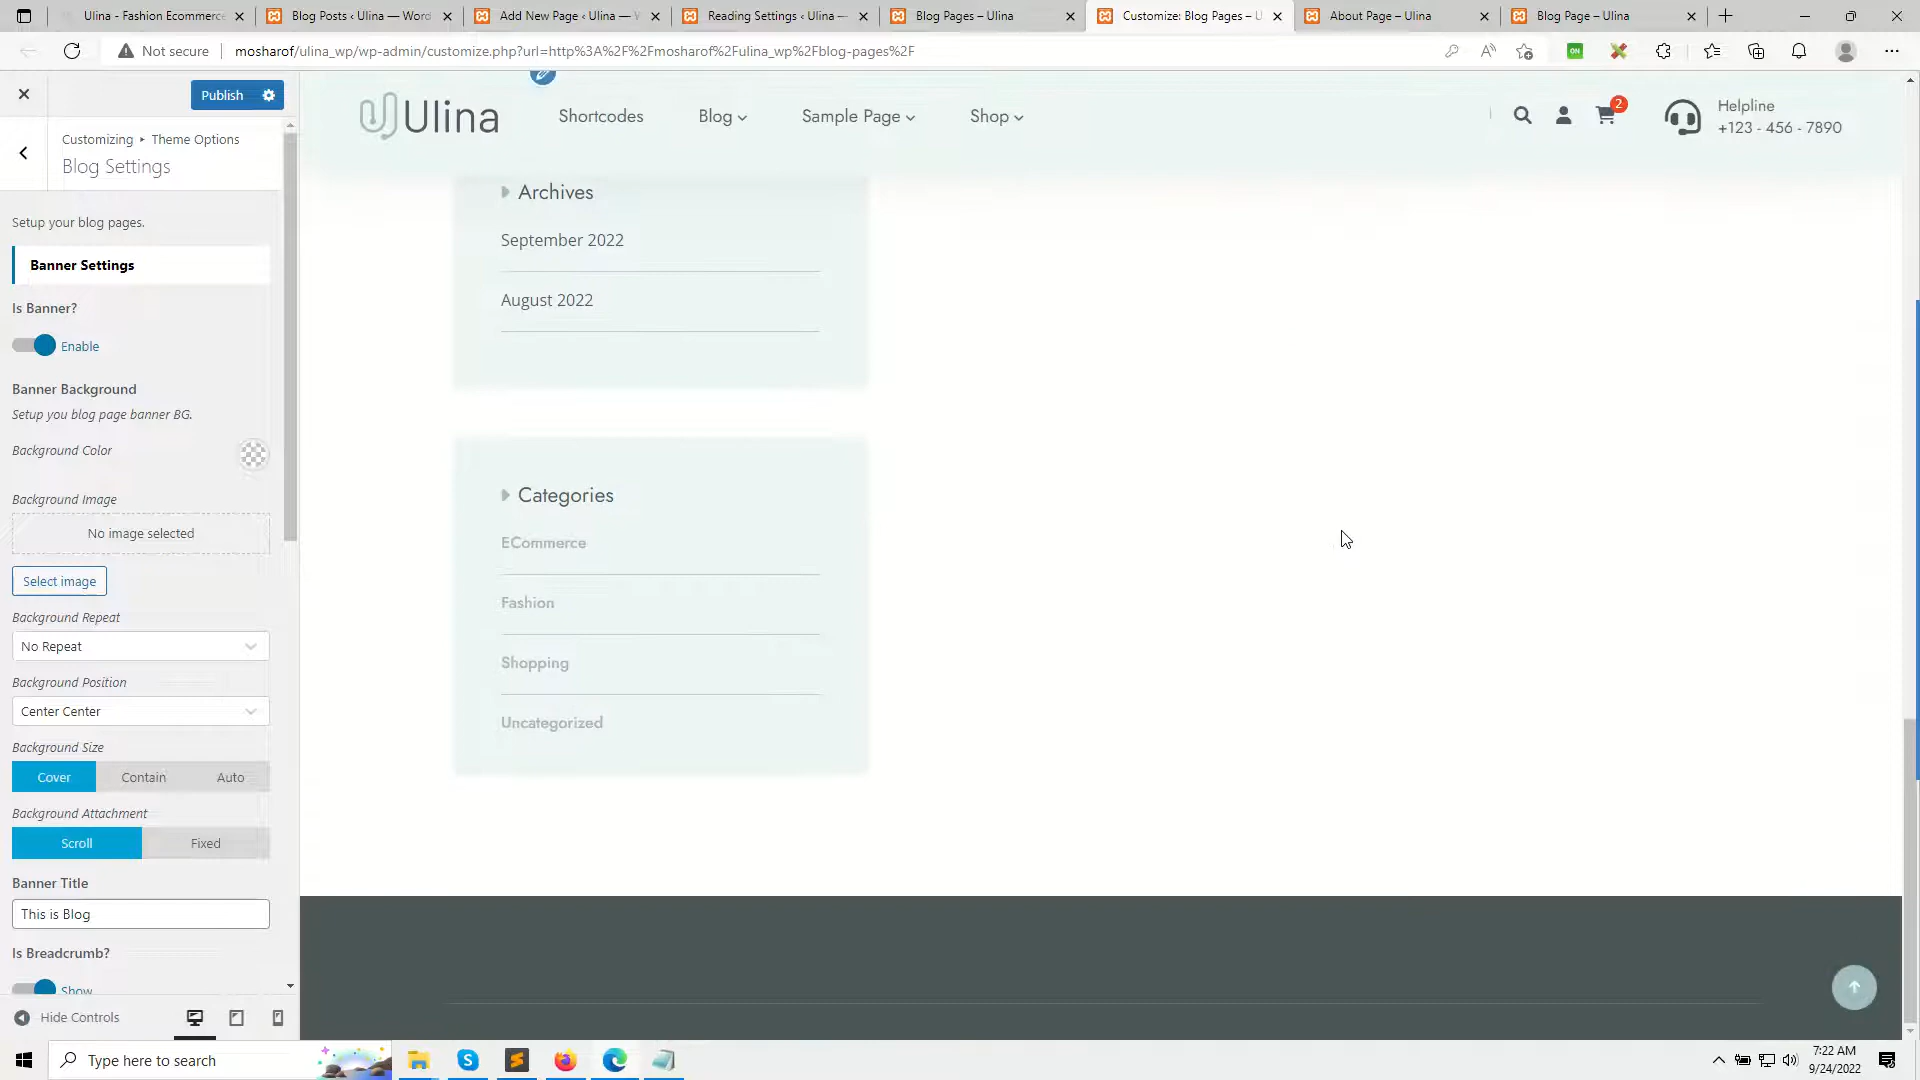 Ulina - Fashion Ecommerce
Blog Posts ‹ Ulina — Word
Add New Page ‹ Ulina — W
Reading Settings ‹ Ulina —
Blog Pages – Ulina
Customize: Blog Pages – U
About Page – Ulina
Blog Page – Ulina
Not secure
mosharof/ulina_wp/wp-admin/customize.php?url=http%3A%2F%2Fmosharof%2Fulina_wp%2Fblog-pages%2F
ON
Publish
Customizing ▸ Theme Options
Blog Settings
Setup your blog pages.
Banner Settings
Is Banner?
Enable
Banner Background
Setup you blog page banner BG.
Background Color
Background Image
No image selected
Select image
Background Repeat
No Repeat
Background Position
Center Center
Background Size
Cover Contain Auto
Background Attachment
Scroll Fixed
Banner Title
This is Blog
Is Breadcrumb?
Show
Hide Controls
Ulina
Shortcodes
Blog
Sample Page
Shop
2
Helpline
+123 - 456 - 7890
Archives
September 2022
August 2022
Categories
ECommerce
Fashion
Shopping
Uncategorized
Type here to search
7:22 AM
9/24/2022